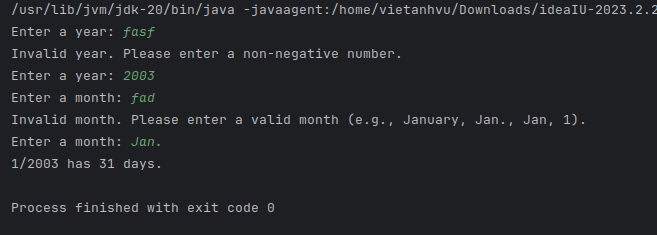 /usr/lib/jvm/jdk-20/bin/java -javaagent:/home/vietanhvu/Downloads/ideaIU-2023.2.2
Enter a year: fasf
Invalid year. Please enter a non-negative number.
Enter a year: 2003
Enter a month: fad
Invalid month. Please enter a valid month (e.g., January, Jan., Jan, 1).
Enter a month: Jan.
1/2003 has 31 days.
Process finished with exit code 0